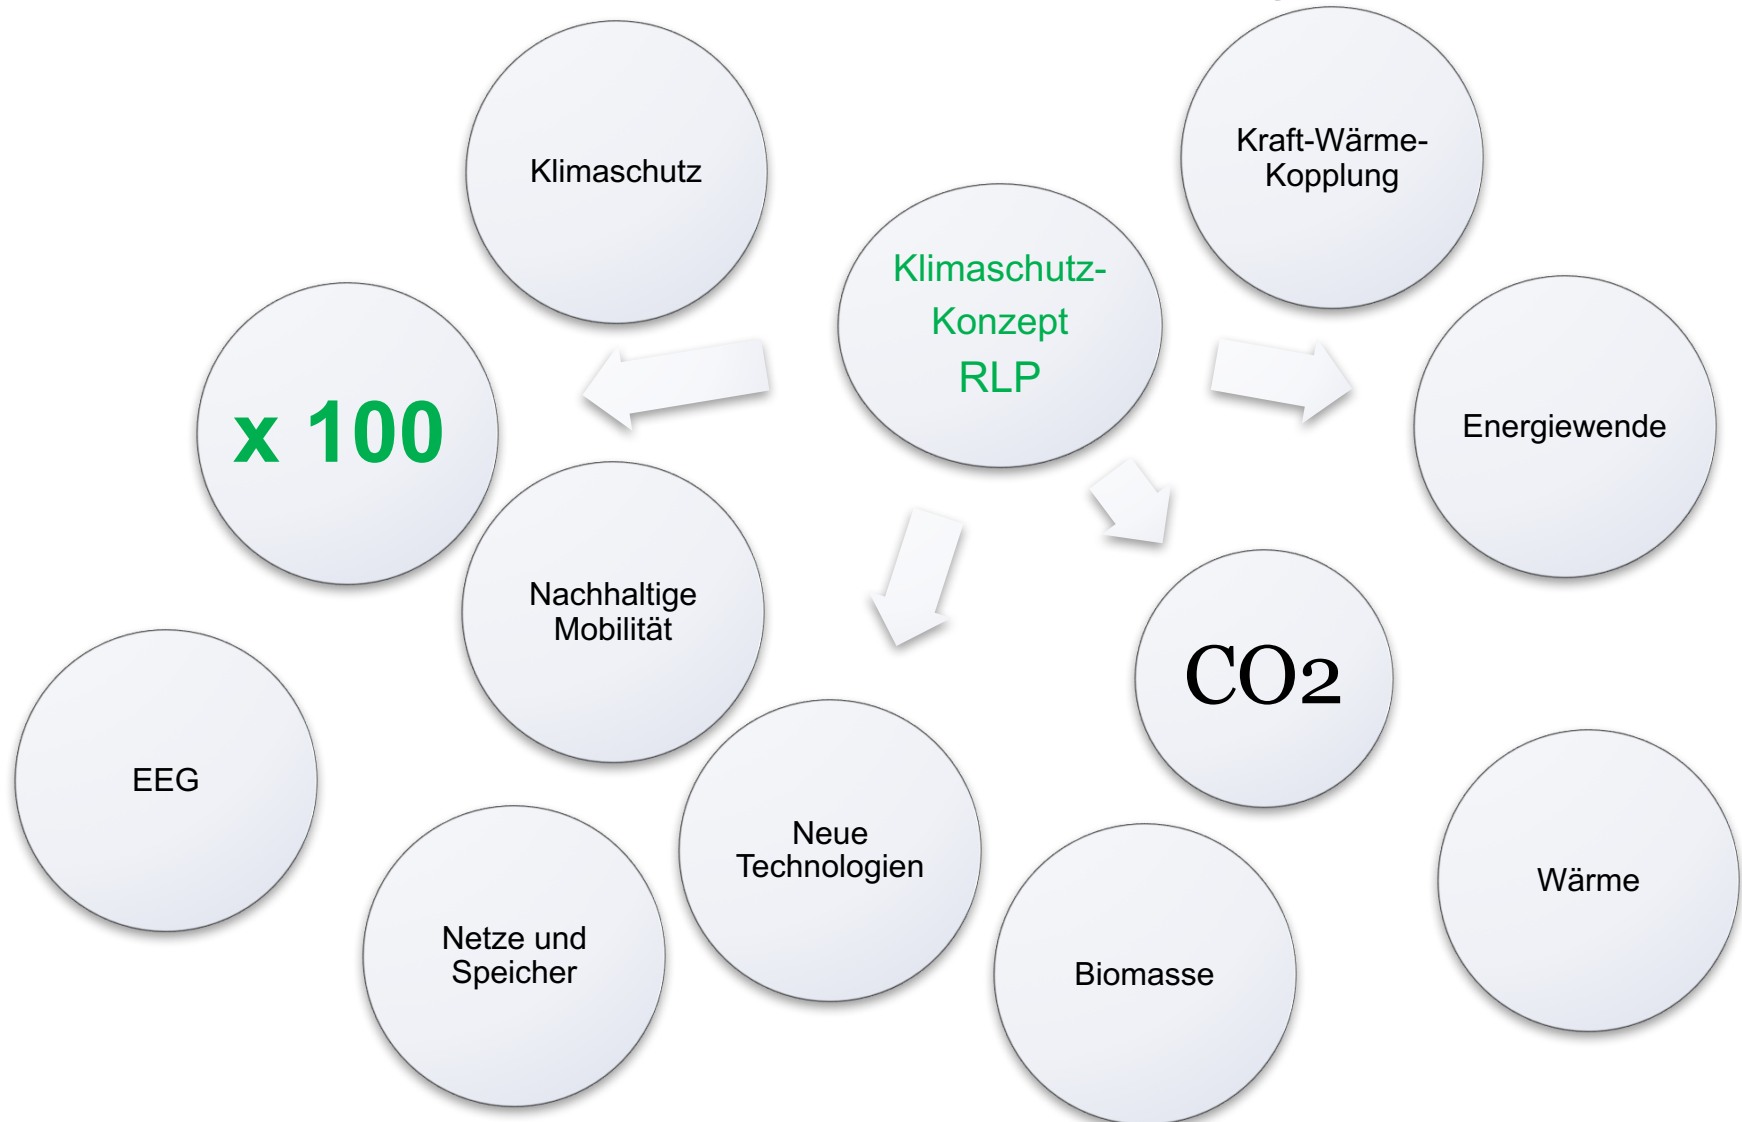 Klimaschutz
Kraft-Wärme-
Kopplung
Klimaschutz-
Konzept
RLP
x 100
Energiewende
Nachhaltige
Mobilität
CO2
EEG
Neue
Technologien
Wärme
Netze und
Speicher
Biomasse